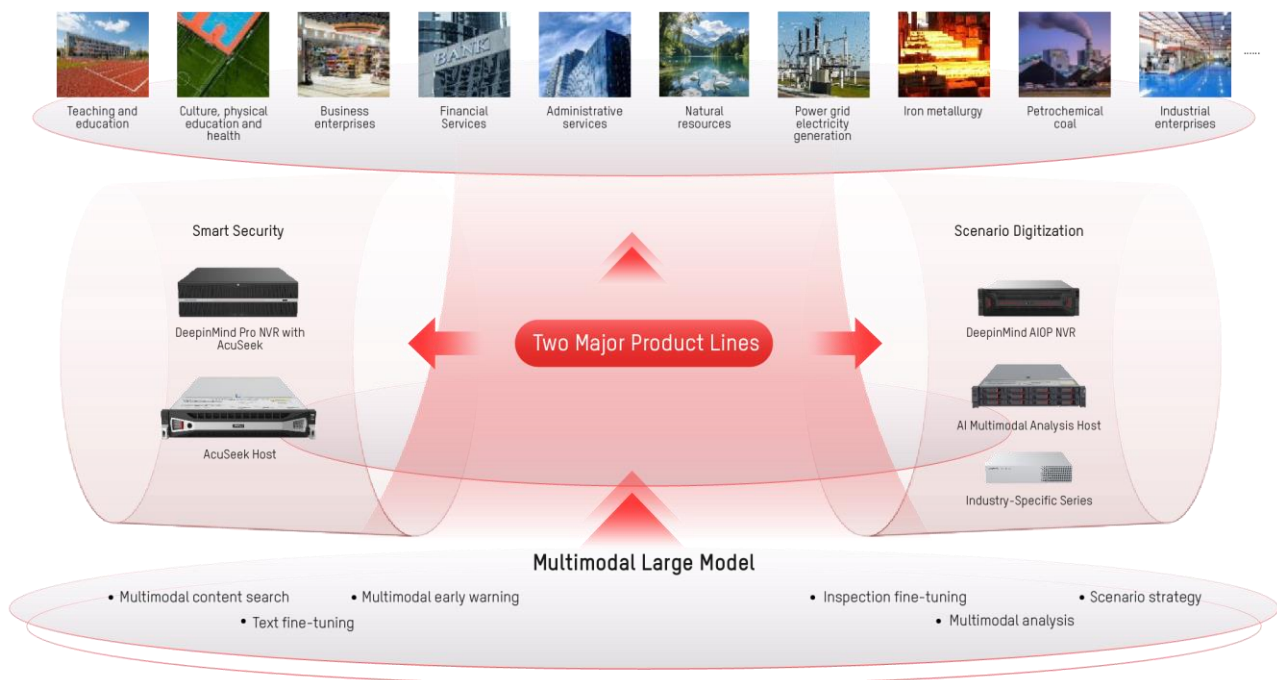 BANK
......
Teaching and
education
Culture, physical
education and
health
Business
enterprises
Financial
Services
Administrative
services
Natural
resources
Power grid
electricity
generation
Iron metallurgy
Petrochemical
coal
Industrial
enterprises
Smart Security
DeepinMind Pro NVR with
AcuSeek
AcuSeek Host
Two Major Product Lines
Scenario Digitization
DeepinMind AIOP NVR
AI Multimodal Analysis Host
Industry-Specific Series
Multimodal Large Model
• Multimodal content search
• Multimodal early warning
• Text fine-tuning
• Inspection fine-tuning
• Scenario strategy
• Multimodal analysis